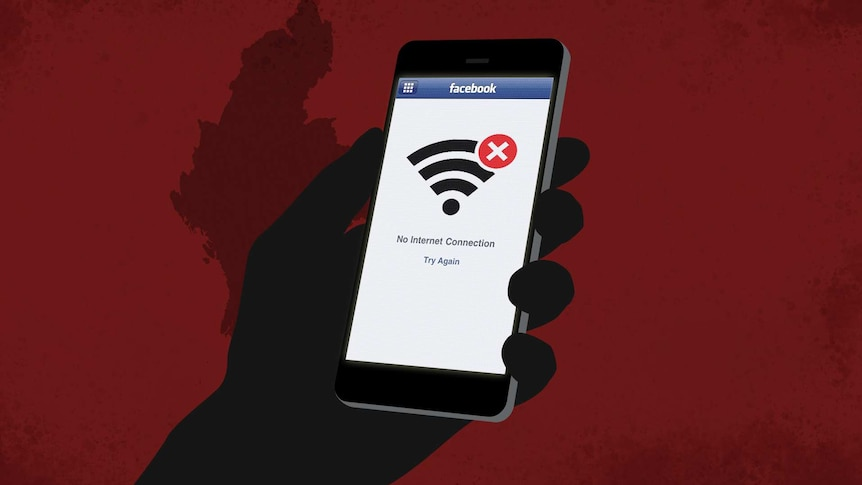 facebook
No Internet Connection
Try Again